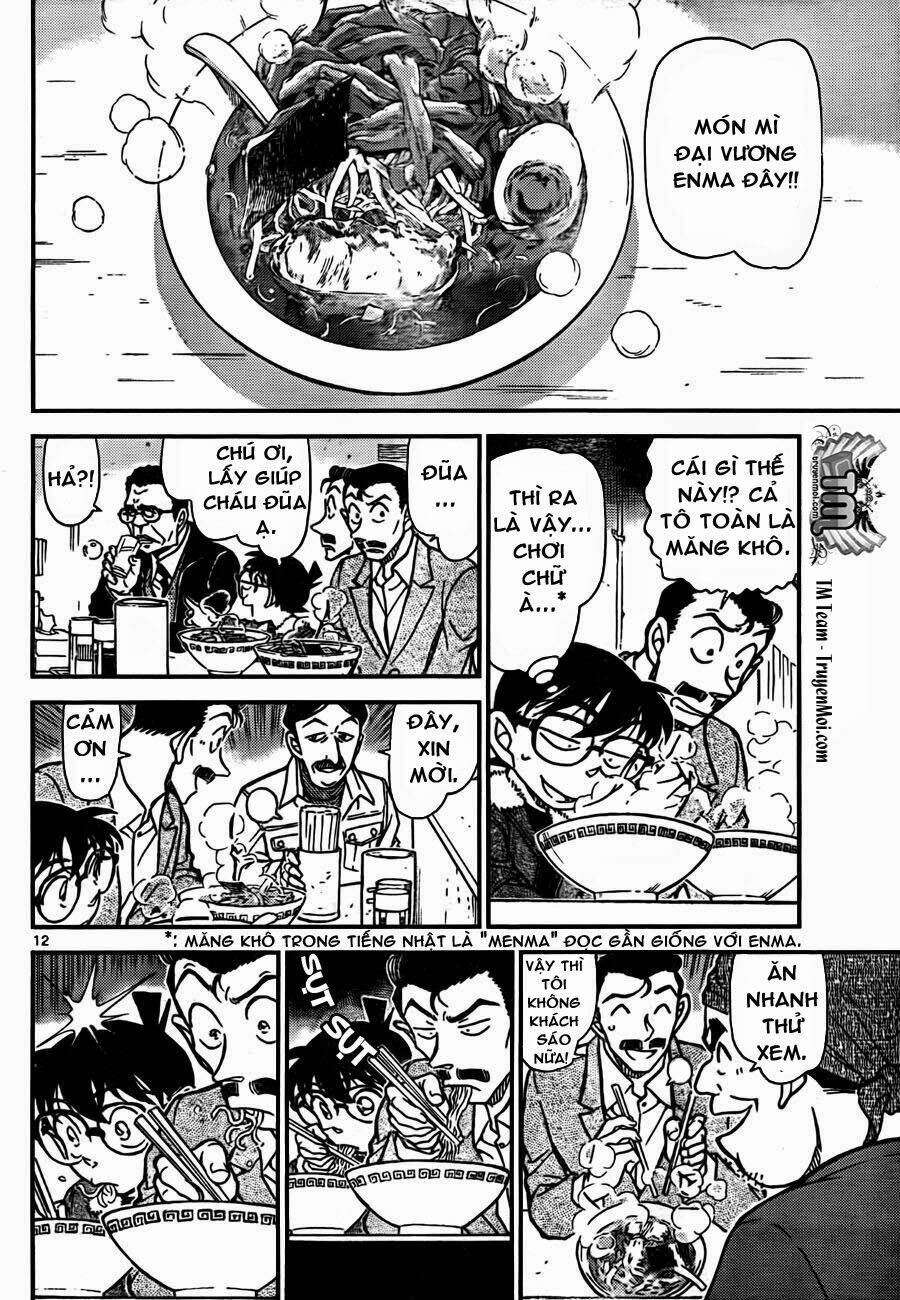 MÓN MÌ
ĐẠI VƯƠNG
ENMA ĐÂY!!
CÁI GÌ THẾ
NÀY!? CẢ
TÔ TOÀN LÀ
MĂNG KHÔ.
THÌ RA
LÀ VẬY...
CHƠI
CHỮ
À...*
ĐŨA
...
CHÚ ƠI,
LẤY GIÚP
CHÁU ĐŨA
Ạ.
HẢ?!
ĐÂY,
XIN
MỜI.
CẢM
ƠN
...
TM
truyenmoi.com
TM Team - TruyenMoi.com
12
*: MĂNG KHÔ TRONG TIẾNG NHẬT LÀ "MENMA" ĐỌC GẦN GIỐNG VỚI ENMA.
ĂN
NHANH
THỬ
XEM.
VẬY THÌ
TÔI
KHÔNG
KHÁCH
SÁO
NỮA!
SỤT
SỤT